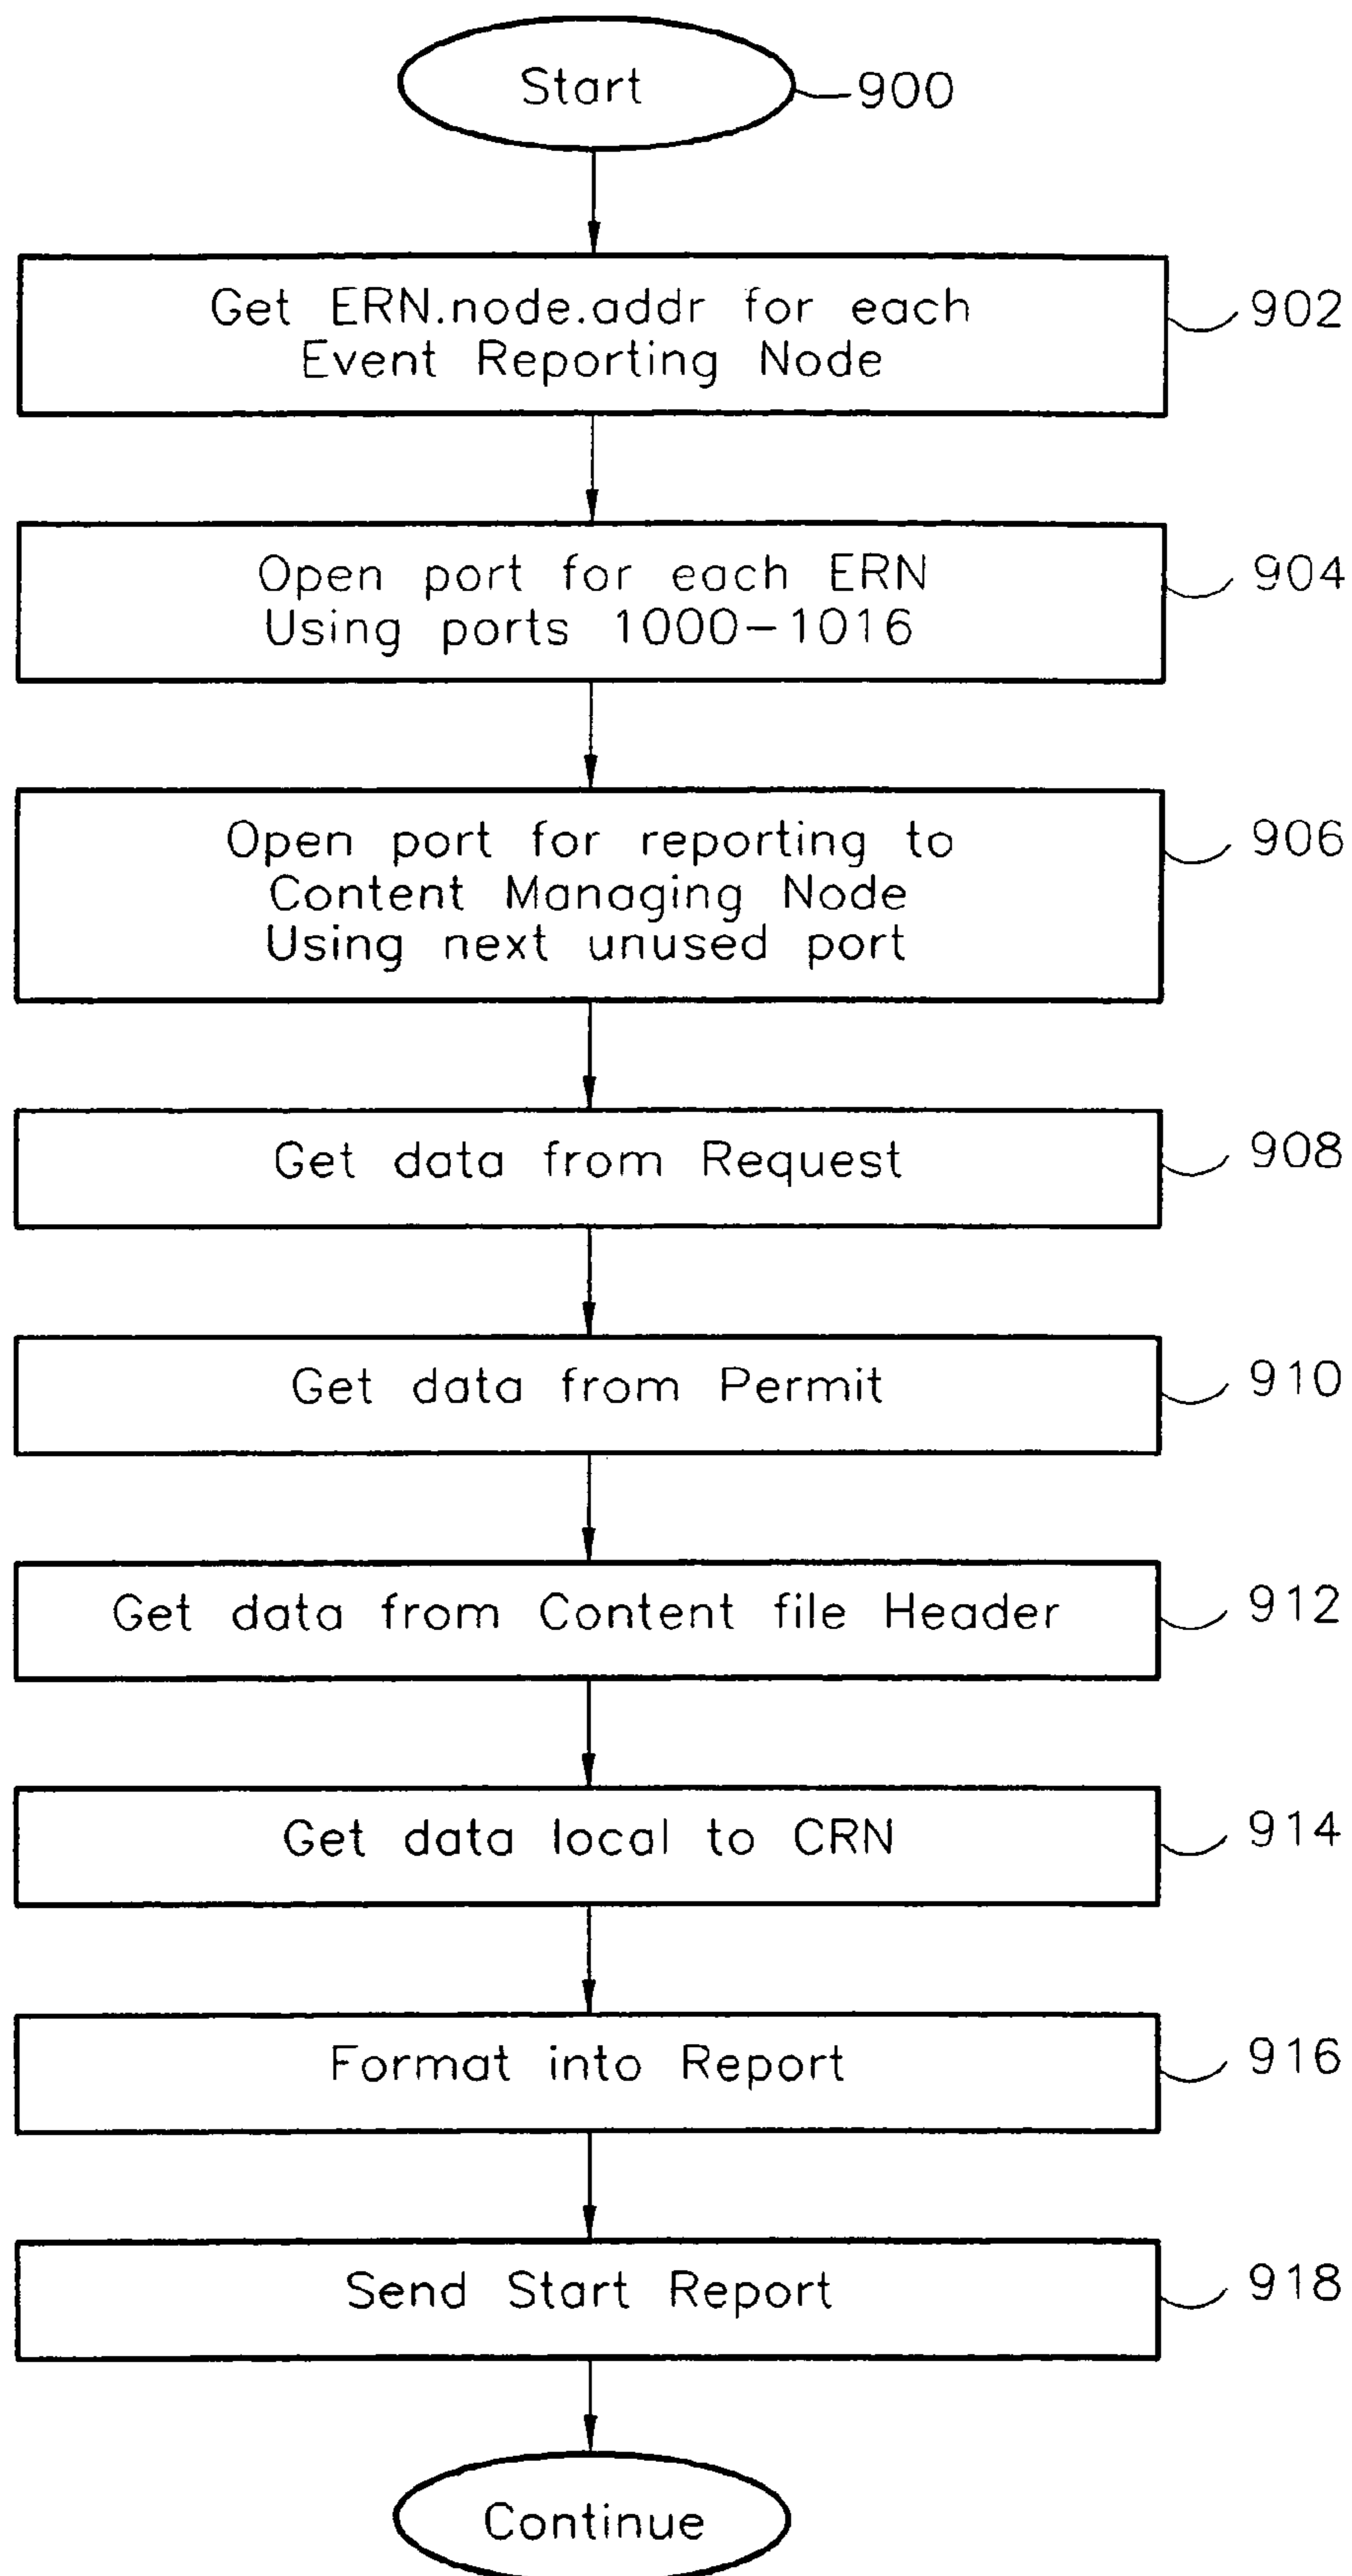 Start
900
Get ERN.node.addr for each
Event Reporting Node
902
Open port for each ERN
Using ports 1000-1016
904
Open port for reporting to
Content Managing Node
Using next unused port
906
Get data from Request
908
Get data from Permit
910
Get data from Content file Header
912
Get data local to CRN
914
Format into Report
916
Send Start Report
918
Continue